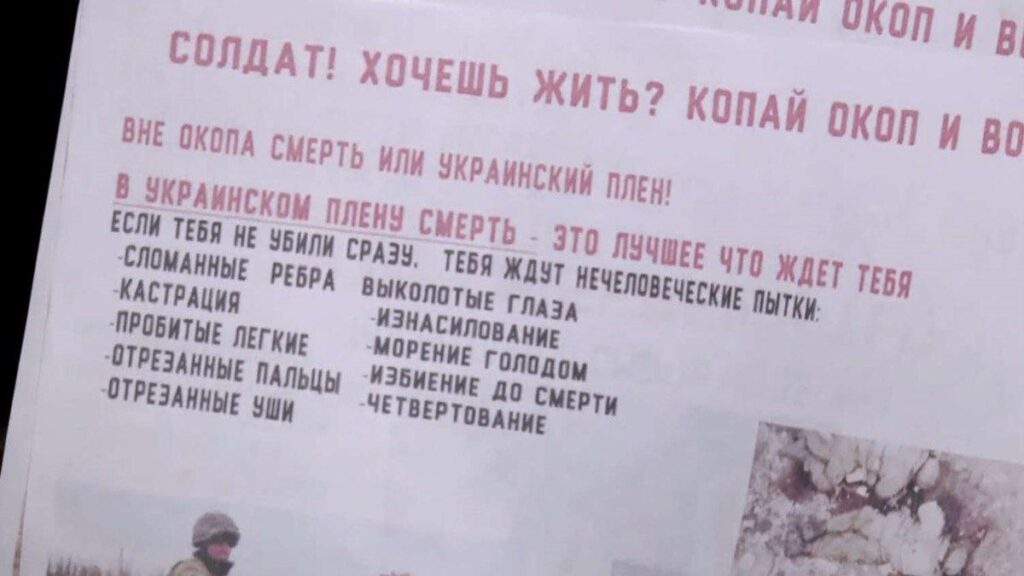 ОКОП И
СОЛДАТ! ХОЧЕШЬ ЖИТЬ? КОПАЙ ОКОП И
ВНЕ ОКОПА СМЕРТЬ ИЛИ УКРАИНСКИЙ ПЛЕН!
В УКРАИНСКОМ ПЛЕНУ СМЕРТЬ - ЭТО ЛУЧШЕЕ ЧТО ЖДЕТ ТЕБЯ
ЕСЛИ ТЕБЯ НЕ УБИЛИ СРАЗУ, ТЕБЯ ЖДУТ НЕЧЕЛОВЕЧЕСКИЕ ПЫТКИ:
-СЛОМАННЫЕ РЕБРА ВЫКОЛОТЫЕ ГЛАЗА
-КАСТРАЦИЯ -ИЗНАСИЛОВАНИЕ
-ПРОБИТЫЕ ЛЕГКИЕ -МОРЕНИЕ ГОЛОДОМ
-ОТРЕЗАННЫЕ ПАЛЬЦЫ -ИЗБИЕНИЕ ДО СМЕРТИ
-ОТРЕЗАННЫЕ УШИ -ЧЕТВЕРТОВАНИЕ